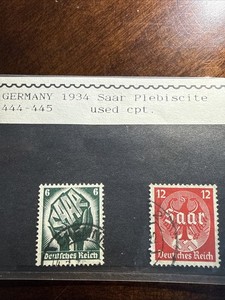 GERMANY 1934 Saar Plebiscite
444-445 used cpt.
6 6
SAAR
Deutsches Reich
12 12
Saar
Deutsches Reich